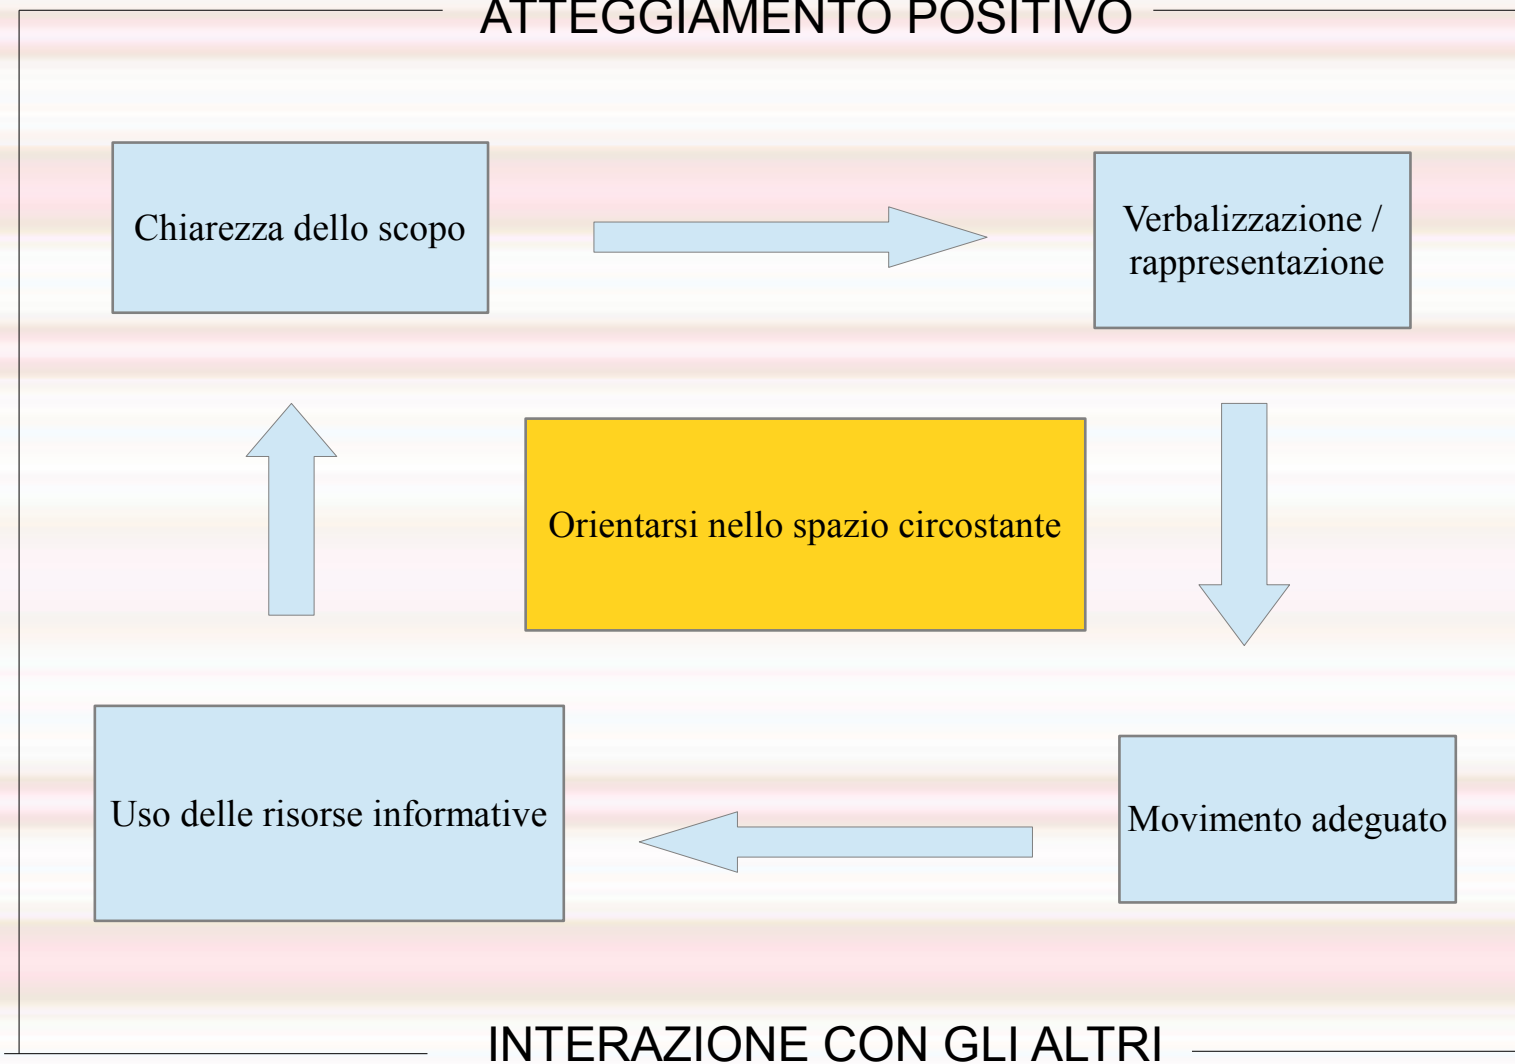 ATTEGGIAMENTO POSITIVO
Chiarezza dello scopo
Verbalizzazione /
rappresentazione
Orientarsi nello spazio circostante
Uso delle risorse informative
Movimento adeguato
INTERAZIONE CON GLI ALTRI